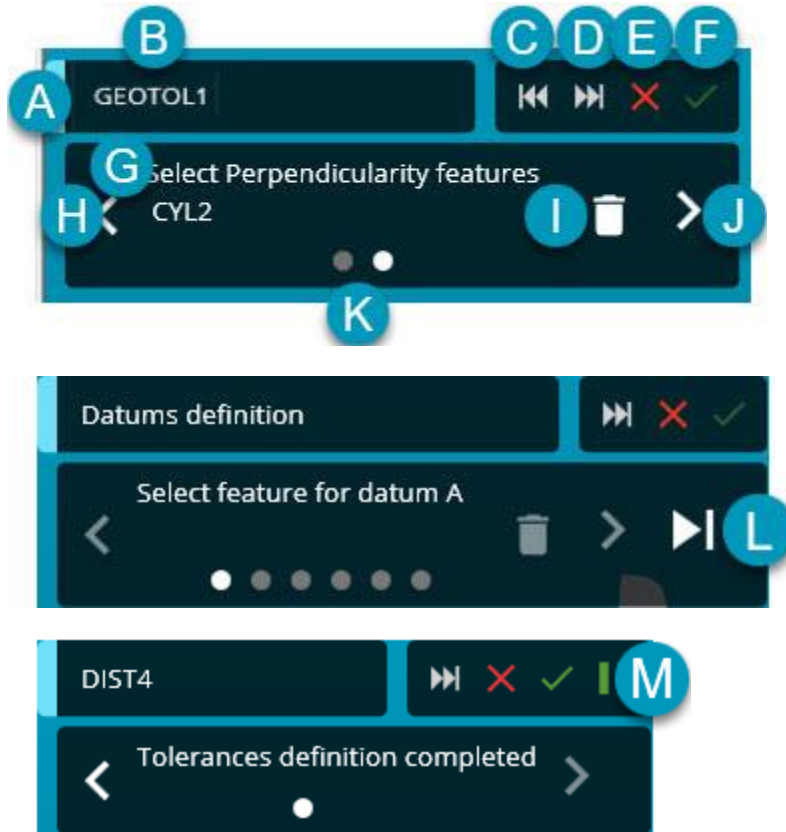 B C D E F
A GEOTOL1
G Select Perpendicularity features
H CYL2 I J
K
Datums definition
Select feature for datum A
L
DIST4 M
Tolerances definition completed